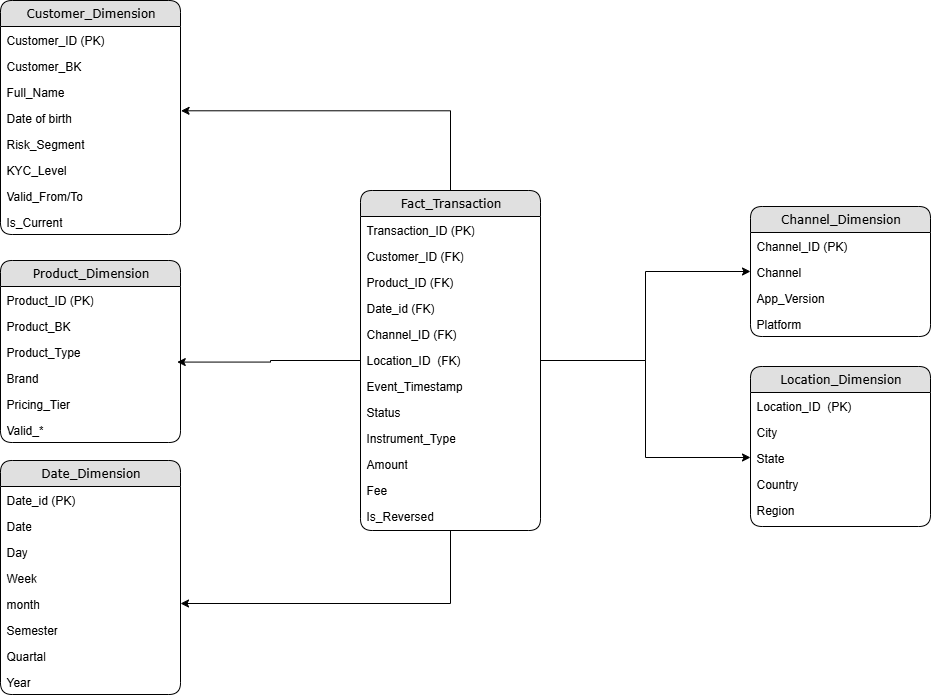 Customer_Dimension
Customer_ID (PK)
Customer_BK
Full_Name
Date of birth
Risk_Segment
KYC_Level
Valid_From/To
Is_Current
Product_Dimension
Product_ID (PK)
Product_BK
Product_Type
Brand
Pricing_Tier
Valid_*
Date_Dimension
Date_id (PK)
Date
Day
Week
month
Semester
Quartal
Year
Fact_Transaction
Transaction_ID (PK)
Customer_ID (FK)
Product_ID (FK)
Date_id (FK)
Channel_ID (FK)
Location_ID (FK)
Event_Timestamp
Status
Instrument_Type
Amount
Fee
Is_Reversed
Channel_Dimension
Channel_ID (PK)
Channel
App_Version
Platform
Location_Dimension
Location_ID (PK)
City
State
Country
Region